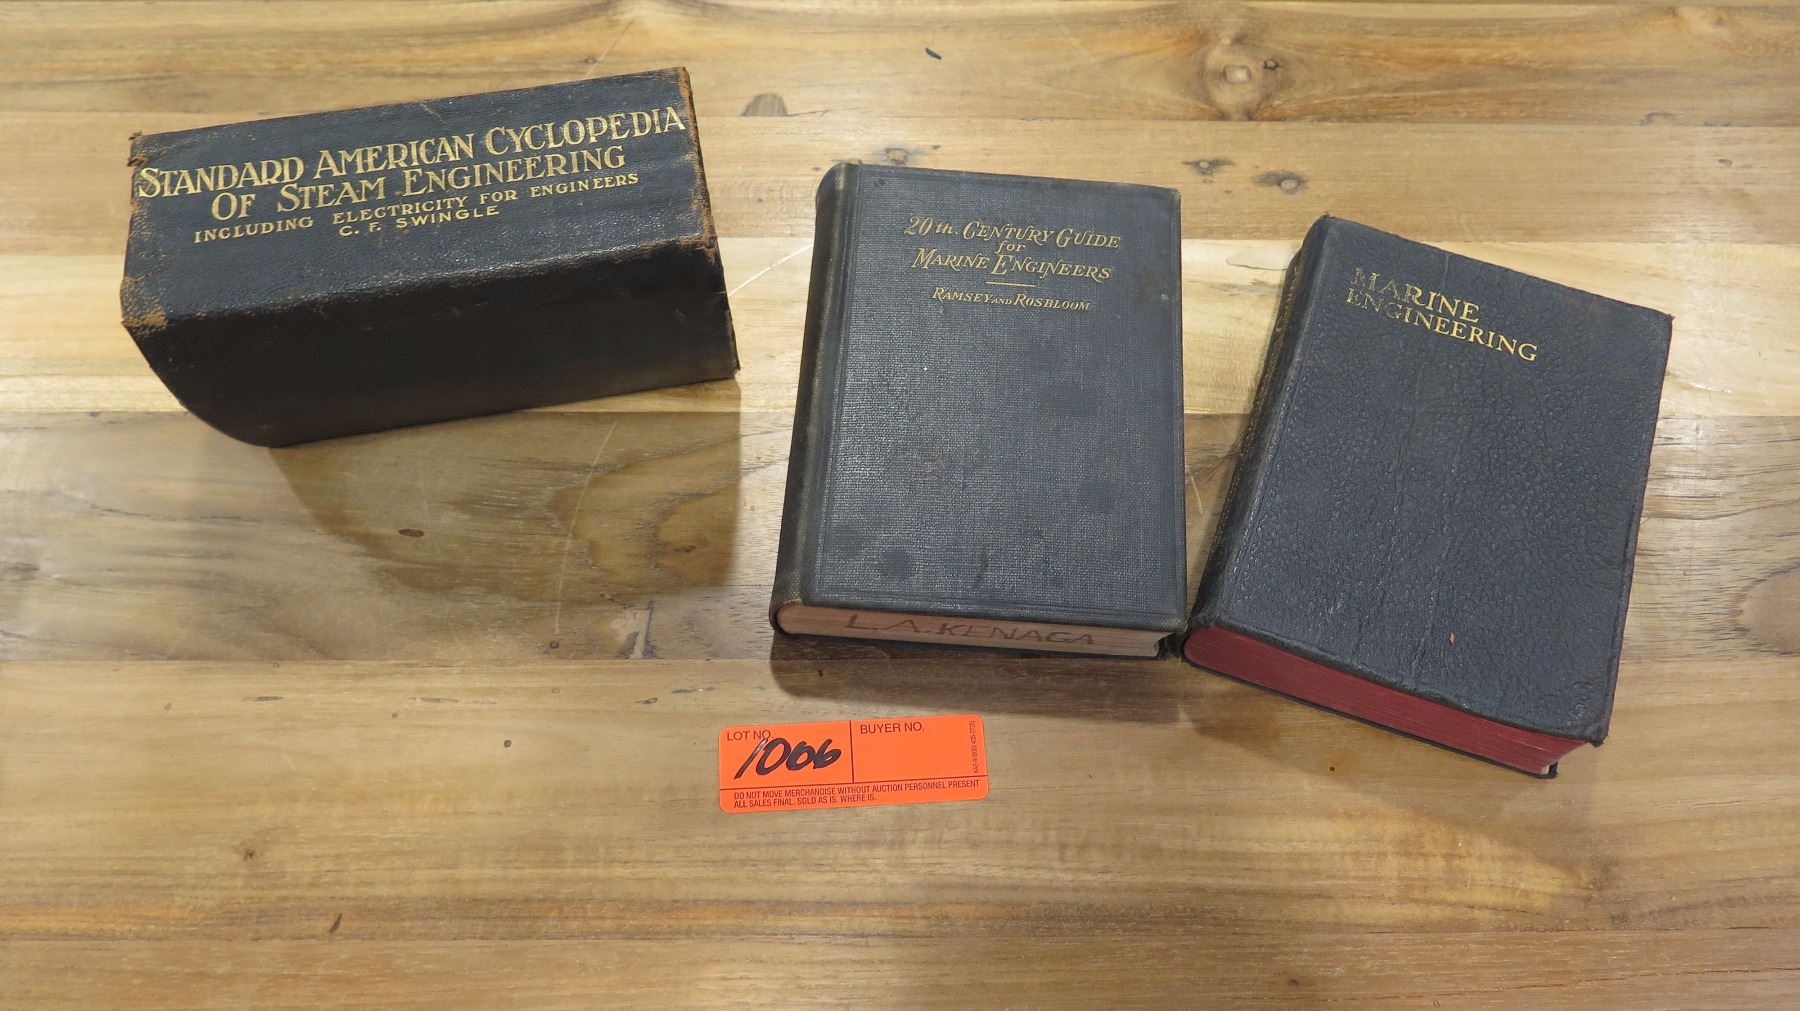 STANDARD AMERICAN CYCLOPEDIA
OF STEAM ENGINEERING
INCLUDING ELECTRICITY FOR ENGINEERS
C. F. SWINGLE
20th. CENTURY GUIDE
for
MARINE ENGINEERS
RAMSEY AND ROSBLOOM
L.A.KENAGA
MARINE
ENGINEERING
LOT NO.
1006
BUYER NO.
DO NOT MOVE MERCHANDISE WITHOUT AUCTION PERSONNEL PRESENT
ALL SALES FINAL. SOLD AS IS. WHERE IS.